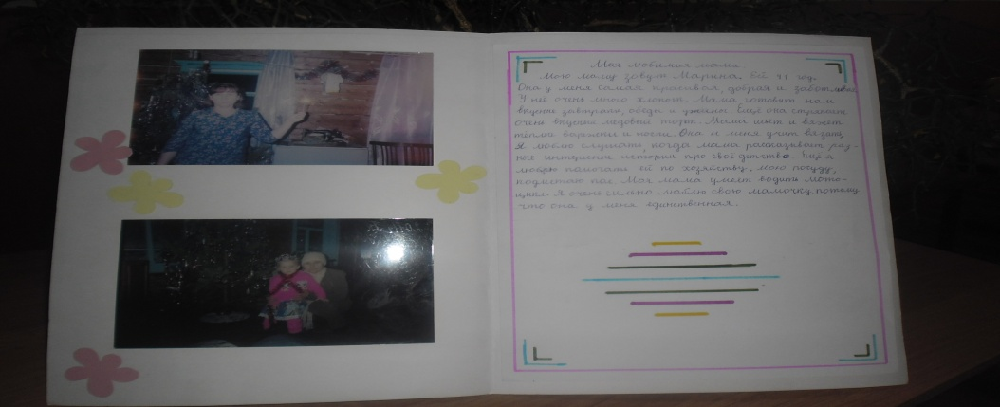 Моя любимая мама.
Мою маму зовут Марина. Ей 41 год.
Она у меня самая красивая, добрая и заботливая.
У неё очень много хлопот. Мама готовит нам
вкусные завтраки, обеды и ужины. Ещё она стряпает
очень вкусный медовый торт. Мама шьёт и вяжет
тёплые варежки и носки. Она и меня учит вязать.
Я люблю слушать, когда мама рассказывает раз-
ные интересные истории про своё детство. Ещё я
люблю помогать ей по хозяйству, мою посуду,
подметаю пол. Моя мама умеет водить мото-
цикл. Я очень сильно люблю свою мамочку, потому
что она у меня единственная.